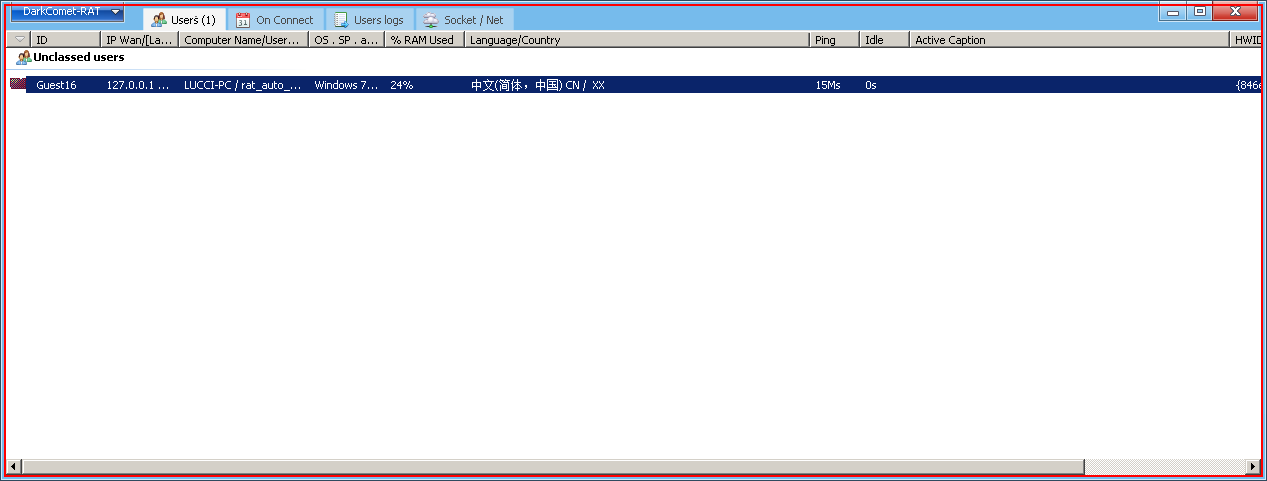 DarkComet-RAT
Users (1) On Connect Users logs Socket / Net
ID IP Wan/[La... Computer Name/User... OS . SP . a... % RAM Used Language/Country Ping Idle Active Caption HWID
Unclassed users
Guest16 127.0.0.1 ... LUCCI-PC / rat_auto_... Windows 7... 24% 中文(简体，中国) CN / XX 15Ms 0s {846e